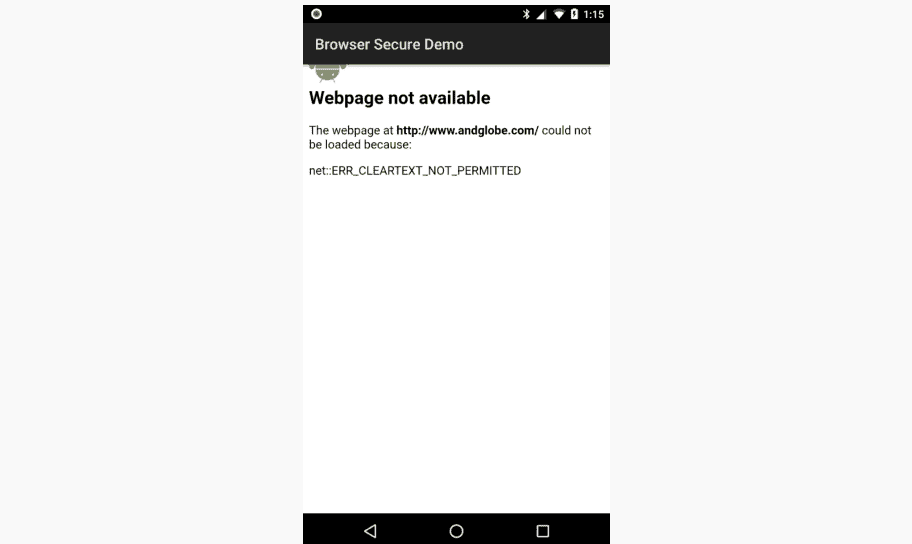 1:15
Browser Secure Demo
Webpage not available
The webpage at http://www.andglobe.com/ could not
be loaded because:
net::ERR_CLEARTEXT_NOT_PERMITTED